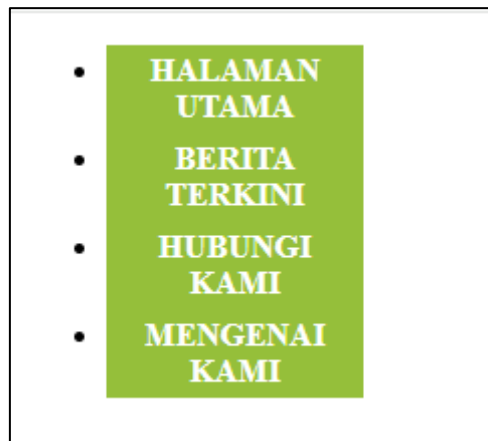 HALAMAN
UTAMA
BERITA
TERKINI
HUBUNGI
KAMI
MENGENAI
KAMI